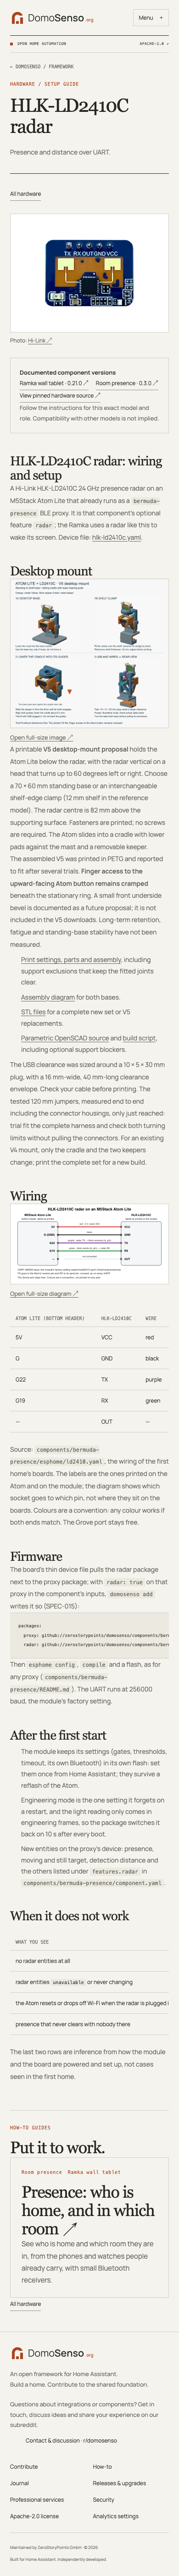 DomoSenso .org
Menu +
OPEN HOME AUTOMATION
APACHE-2.0 ↗
← DOMOSENSO / FRAMEWORK
HARDWARE / SETUP GUIDE
HLK-LD2410C
radar
Presence and distance over UART.
All hardware
TX RX OUT GND VCC
Photo: Hi-Link ↗
Documented component versions
Ramka wall tablet · 0.21.0 ↗ Room presence · 0.3.0 ↗
View pinned hardware source ↗
Follow the instructions for this exact model and
role. Compatibility with other models is not implied.
HLK-LD2410C radar: wiring
and setup
A Hi-Link HLK-LD2410C 24 GHz presence radar on an
M5Stack Atom Lite that already runs as a bermuda-
presence BLE proxy. It is that component's optional
feature radar ; the Ramka uses a radar like this too to
wake its screen. Device file: hlk-ld2410c.yaml.
Desktop mount
ATOM LITE + LD2410C · V5 desktop mount
Open full-size image ↗
A printable V5 desktop-mount proposal holds the
Atom Lite below the radar, with the radar vertical on a
head that turns up to 60 degrees left or right. Choose
a 70 × 60 mm standing base or an interchangeable
shelf-edge clamp (12 mm shelf in the reference
model). The radar centre is 82 mm above the
supporting surface. Fasteners are printed; no screws
are required. The Atom slides into a cradle with lower
pads against its rear and a removable keeper.
The assembled V5 was printed in PETG and reported
to fit after several trials. Finger access to the
upward-facing Atom button remains cramped
beneath the stationary ring. A small front underside
bevel is documented as a future proposal; it is not
included in the V5 downloads. Long-term retention,
fatigue and standing-base stability have not been
measured.
Print settings, parts and assembly, including
support exclusions that keep the fitted joints
clear.
Assembly diagram for both bases.
STL files for a complete new set or V5
replacements.
Parametric OpenSCAD source and build script,
including optional support blockers.
The USB clearance was sized around a 10 × 5 × 30 mm
plug, with a 16 mm-wide, 40 mm-long clearance
envelope. Check your cable before printing. The
tested 120 mm jumpers, measured end to end
including the connector housings, only just reached:
trial fit the complete wires and check both turning
limits without pulling the connectors. For an existing
V4 mount, only the cradle and the two keepers
change; print the complete set for a new build.
Wiring
HLK-LD2410C radar on an M5Stack Atom Lite
Open full-size diagram ↗
ATOM LITE (BOTTOM HEADER) HLK-LD2410C WIRE
5V VCC red
G GND black
G22 TX purple
G19 RX green
— OUT —
Source: components/bermuda-
presence/esphome/ld2410.yaml , the wiring of the first
home's boards. The labels are the ones printed on the
Atom and on the module; the diagram shows which
socket goes to which pin, not where they sit on the
boards. Colours are a convention: any colour works if
both ends match. The Grove port stays free.
Firmware
The board's thin device file pulls the radar package
next to the proxy package; with radar: true on that
proxy in the component's inputs, domosenso add
writes it so (SPEC-015):
packages:
proxy: github://zerostorypoints/domosenso/components/ber
radar: github://zerostorypoints/domosenso/components/ber
Then esphome config , compile and a flash, as for
any proxy ( components/bermuda-
presence/README.md ). The UART runs at 256000
baud, the module's factory setting.
After the first start
The module keeps its settings (gates, thresholds,
timeout, its own Bluetooth) in its own flash: set
them once from Home Assistant; they survive a
reflash of the Atom.
Engineering mode is the one setting it forgets on
a restart, and the light reading only comes in
engineering form, so the package switches it
back on 10 s after every boot.
New entities on the proxy's device: presence,
moving and still target, detection distance and
the others listed under features.radar in
components/bermuda-presence/component.yaml .
When it does not work
WHAT YOU SEE
no radar entities at all
radar entities unavailable or never changing
the Atom resets or drops off Wi-Fi when the radar is plugged i
presence that never clears with nobody there
The last two rows are inference from how the module
and the board are powered and set up, not cases
seen in the first home.
HOW-TO GUIDES
Put it to work.
Room presence Ramka wall tablet
Presence: who is
home, and in which
room ↗
See who is home and which room they are
in, from the phones and watches people
already carry, with small Bluetooth
receivers.
All hardware
DomoSenso .org
An open framework for Home Assistant.
Build a home. Contribute to the shared foundation.
Questions about integrations or components? Get in
touch, discuss ideas and share your experience on our
subreddit.
Contact & discussion · r/domosenso
Contribute How-to
Journal Releases & upgrades
Professional services Security
Apache-2.0 license Analytics settings
Maintained by ZeroStoryPoints GmbH · © 2026
Built for Home Assistant. Independently developed.